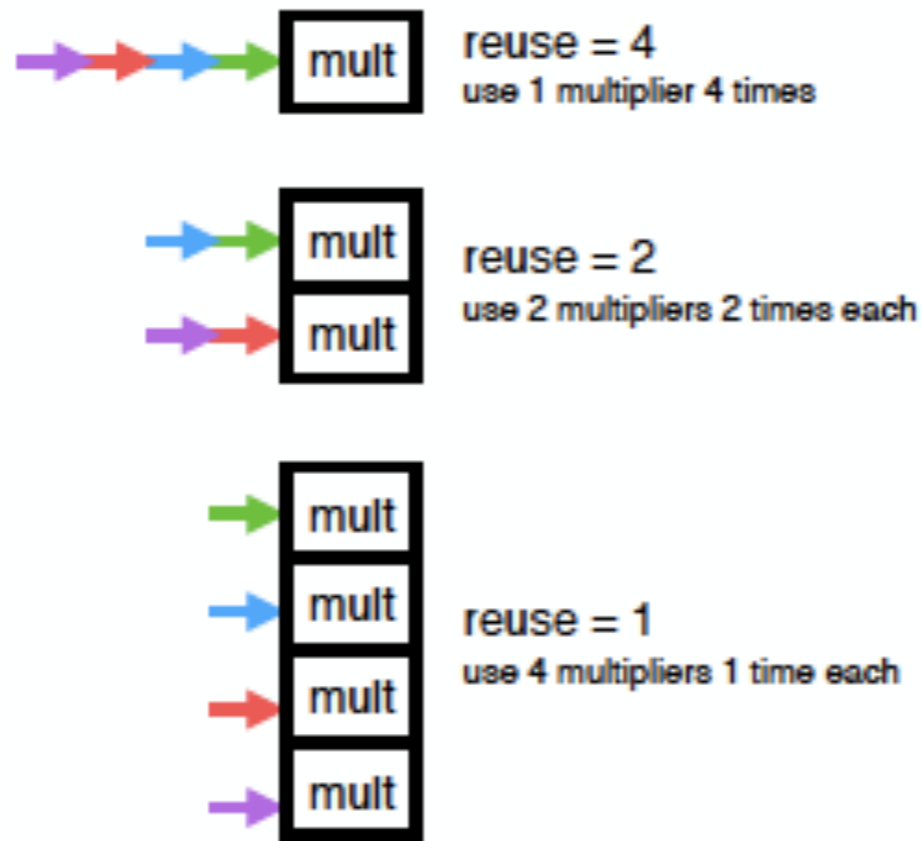 mult
reuse = 4
use 1 multiplier 4 times
mult
mult
reuse = 2
use 2 multipliers 2 times each
mult
mult
mult
mult
reuse = 1
use 4 multipliers 1 time each